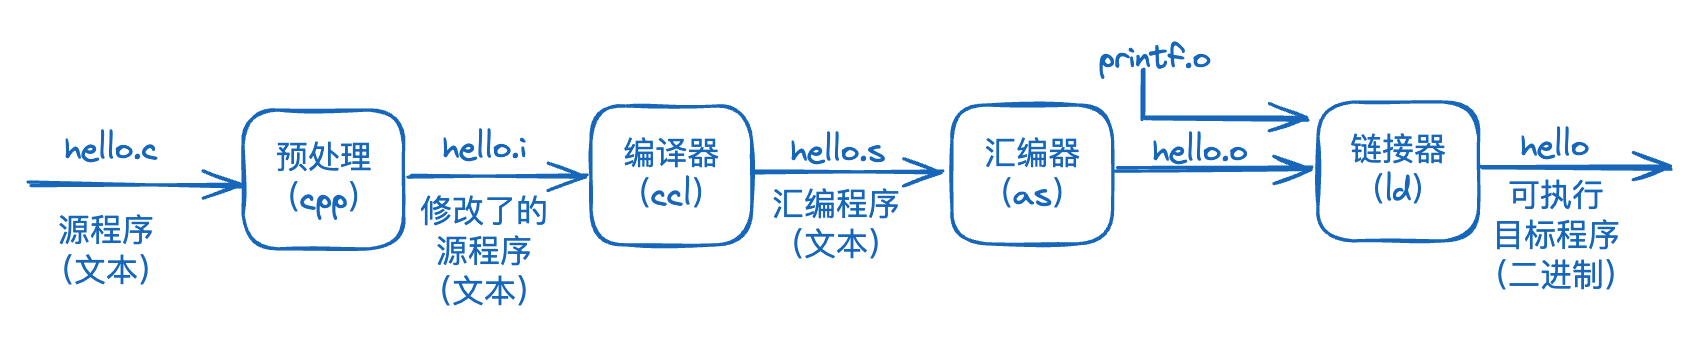 hello.c
源程序
(文本)
预处理
(cpp)
hello.i
修改了的
源程序
(文本)
编译器
(ccl)
hello.s
汇编程序
(文本)
汇编器
(as)
printf.o
hello.o
链接器
(ld)
hello
可执行
目标程序
(二进制)